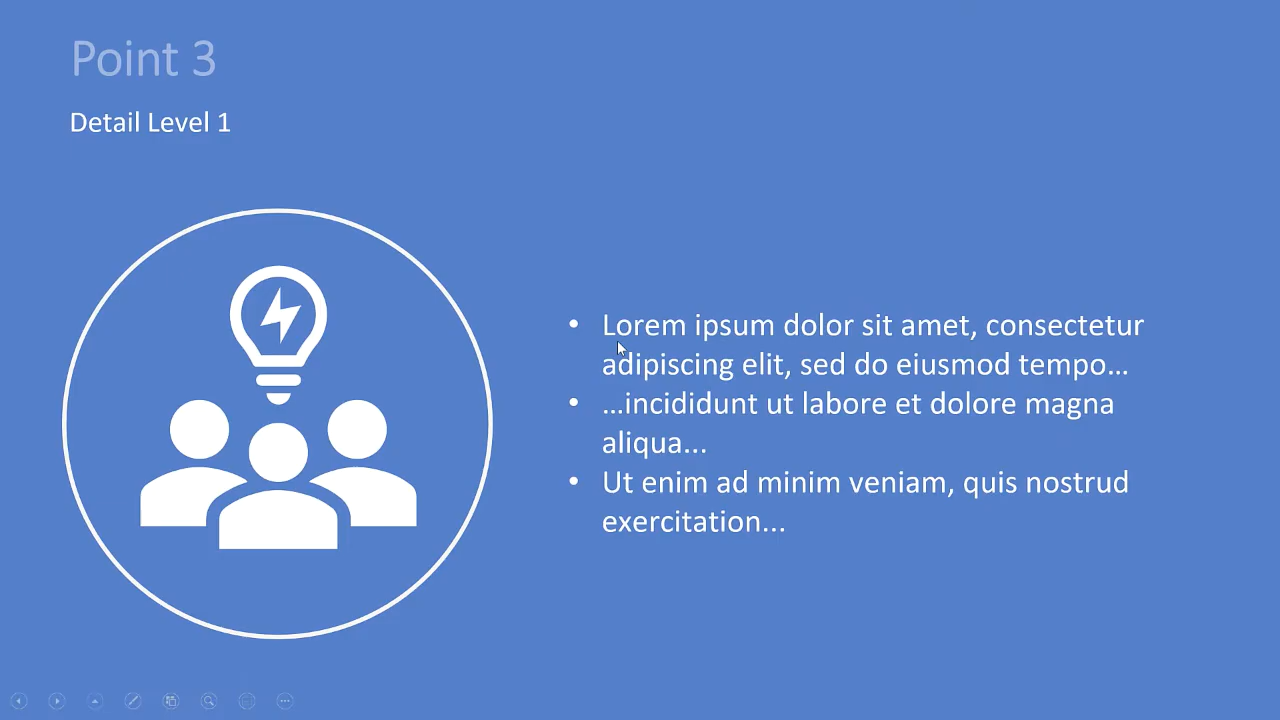 Point 3
Detail Level 1
• Lorem ipsum dolor sit amet, consectetur
adipiscing elit, sed do eiusmod tempo…
• …incididunt ut labore et dolore magna
aliqua...
• Ut enim ad minim veniam, quis nostrud
exercitation...